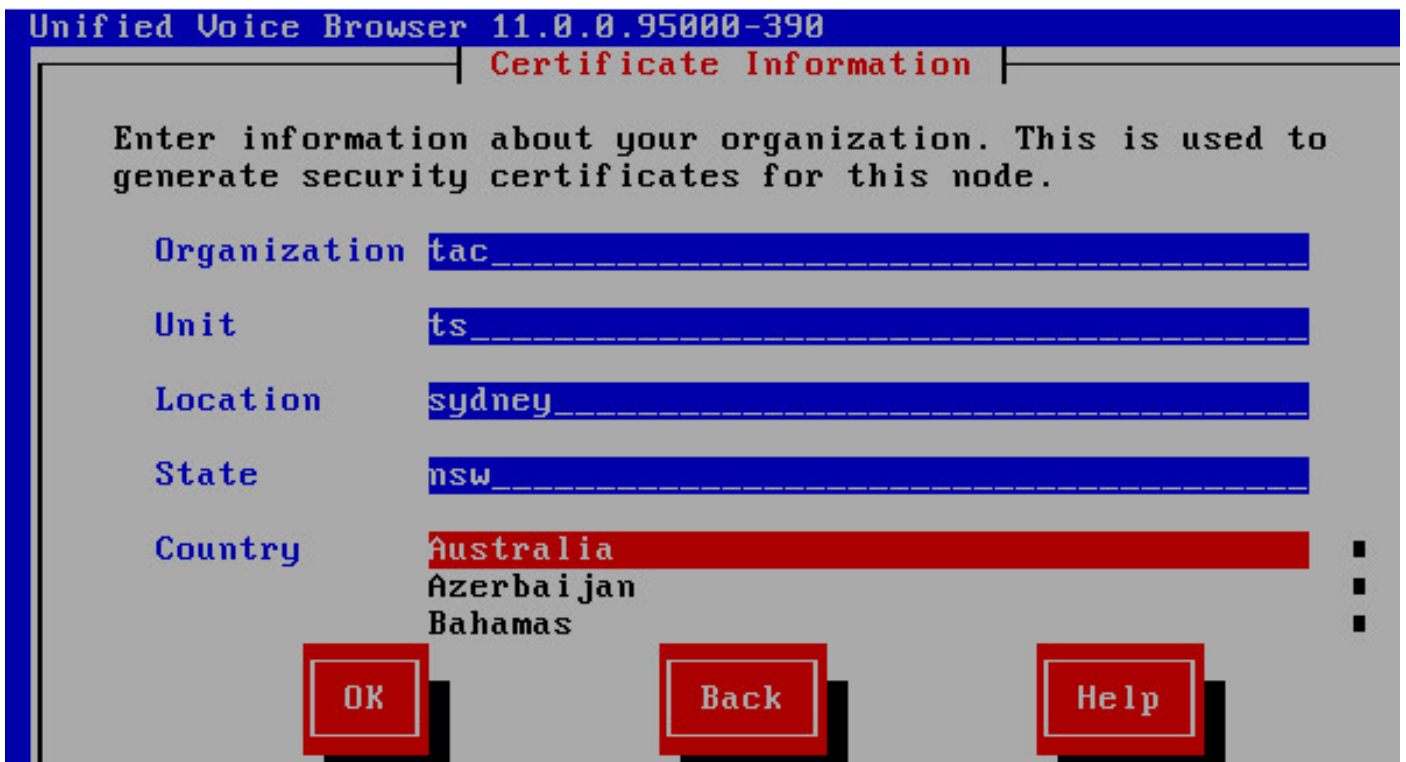 Unified Voice Browser 11.0.0.95000-390
Certificate Information
Enter information about your organization. This is used to
generate security certificates for this node.
Organization tac
Unit ts
Location sydney
State nsw
Country Australia
Azerbaijan
Bahamas
OK Back Help